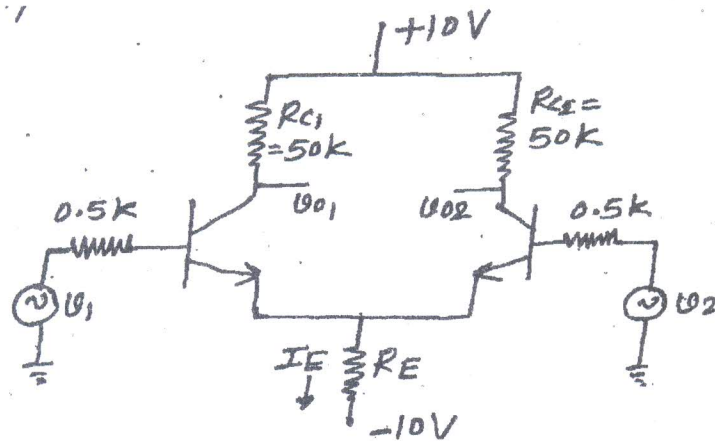 +10V
RC1
=50k
RC2=
50k
vo1
vo2
0.5k
0.5k
v1
v2
IE
RE
-10V